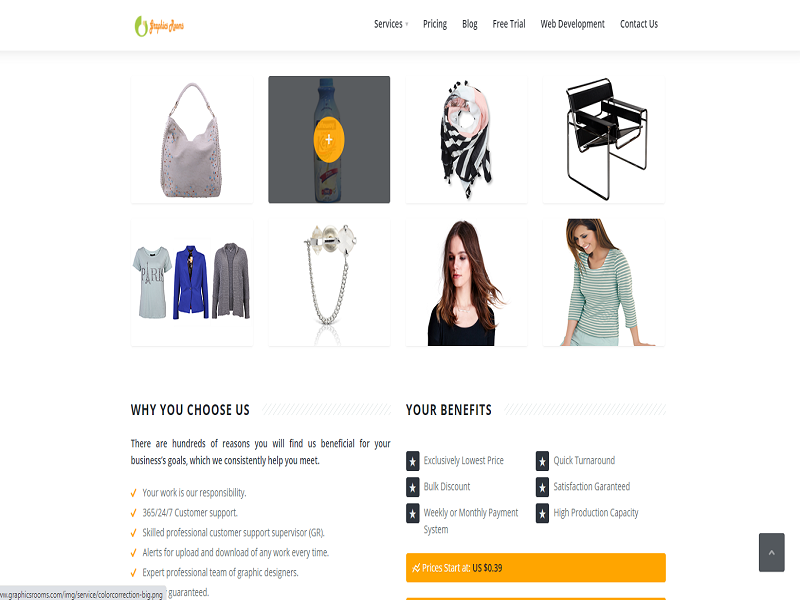 Graphics Rooms
Services
Pricing
Blog
Free Trial
Web Development
Contact Us
PARIS
WHY YOU CHOOSE US
There are hundreds of reasons you will find us beneficial for your
business's goals, which we consistently help you meet.
Your work is our responsibility.
365/24/7 Customer support.
Skilled professional customer support supervisor (GR).
Alerts for upload and download of any work every time.
Expert professional team of graphic designers.
guaranteed.
YOUR BENEFITS
Exclusively Lowest Price
Quick Turnaround
Bulk Discount
Satisfaction Garanteed
Weekly or Monthly Payment
System
High Production Capacity
Prices Start at: US $0.39
ww.graphicsrooms.com/img/service/colorcorrection-big.png